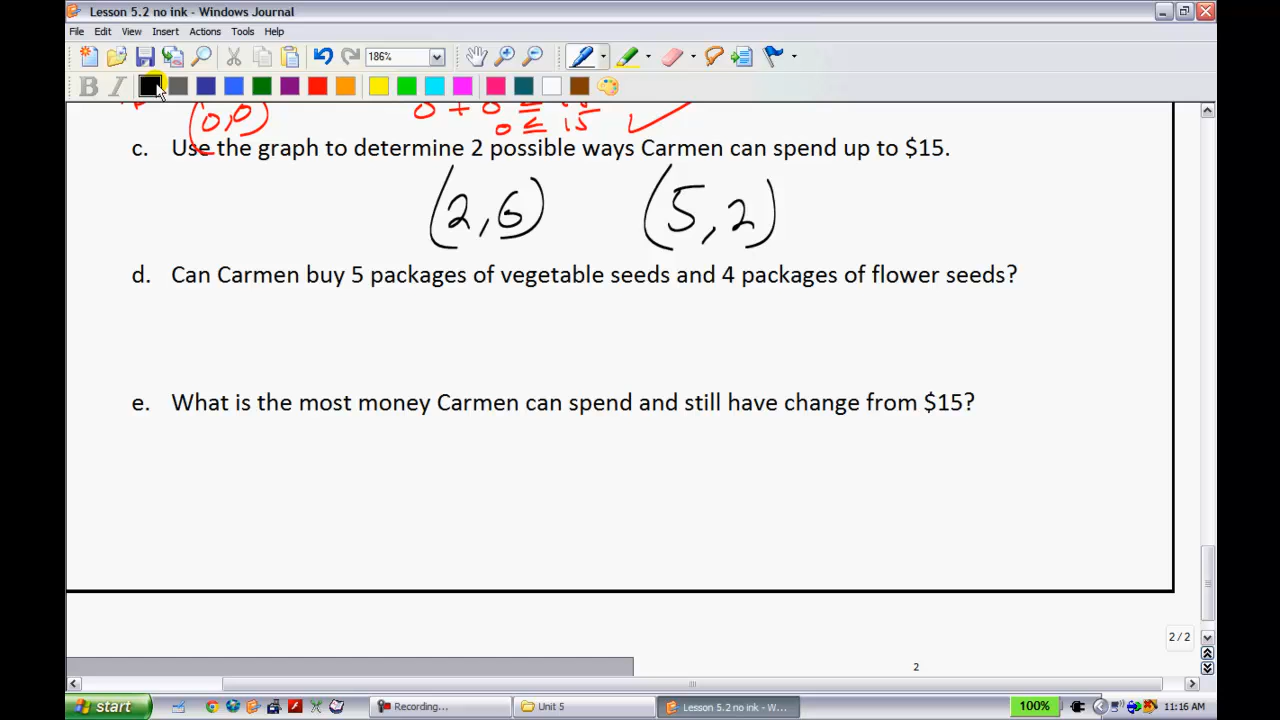 Lesson 5.2 no ink - Windows Journal
File Edit View Insert Actions Tools Help
186%
B I
(0,0) 0 + 0 ≤
0 ≤ 15 ✓
c. Use the graph to determine 2 possible ways Carmen can spend up to $15.
(2,6) (5,2)
d. Can Carmen buy 5 packages of vegetable seeds and 4 packages of flower seeds?
e. What is the most money Carmen can spend and still have change from $15?
2/2
2
start Recording... Unit 5 Lesson 5.2 no ink - W... 100% 11:16 AM